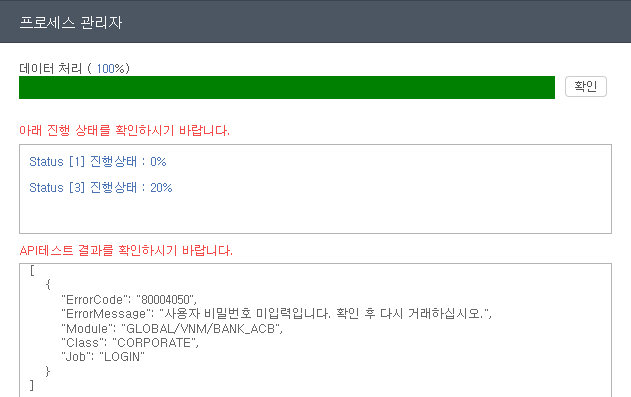 프로세스 관리자
데이터 처리 ( 100%)
확인
아래 진행 상태를 확인하시기 바랍니다.
Status [1] 진행상태 : 0%
Status [3] 진행상태 : 20%
API테스트 결과를 확인하시기 바랍니다.
[
{
"ErrorCode": "80004050",
"ErrorMessage": "사용자 비밀번호 미입력입니다. 확인 후 다시 거래하십시오.",
"Module": "GLOBAL/VNM/BANK_ACB",
"Class": "CORPORATE",
"Job": "LOGIN"
}
]